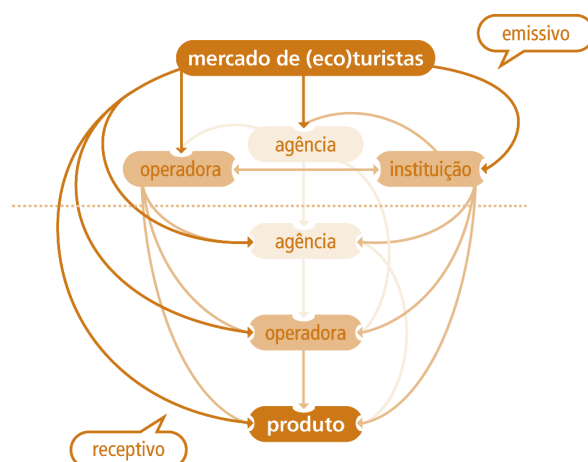 emissivo
mercado de (eco)turistas
agência
operadora
instituição
agência
operadora
produto
receptivo